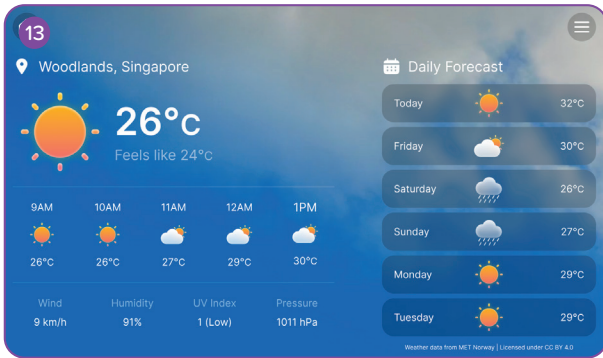 13
Woodlands, Singapore
26°C
Feels like 24°C
9AM 10AM 11AM 12AM 1PM
26°C 26°C 27°C 29°C 30°C
Wind Humidity UV Index Pressure
9 km/h 91% 1 (Low) 1011 hPa
Daily Forecast
Today 32°C
Friday 30°C
Saturday 26°C
Sunday 27°C
Monday 29°C
Tuesday 29°C
Weather data from MET Norway | Licensed under CC BY 4.0